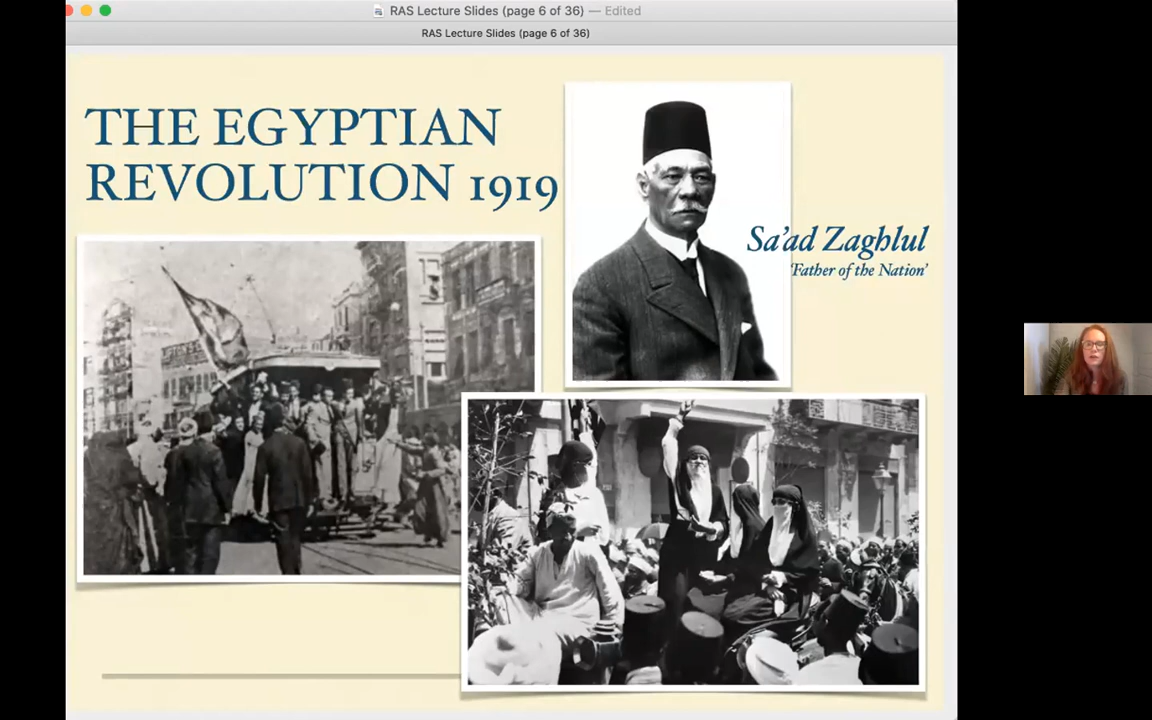 RAS Lecture Slides (page 6 of 36) — Edited
RAS Lecture Slides (page 6 of 36)
THE EGYPTIAN
REVOLUTION 1919
Sa'ad Zaghlul
'Father of the Nation'